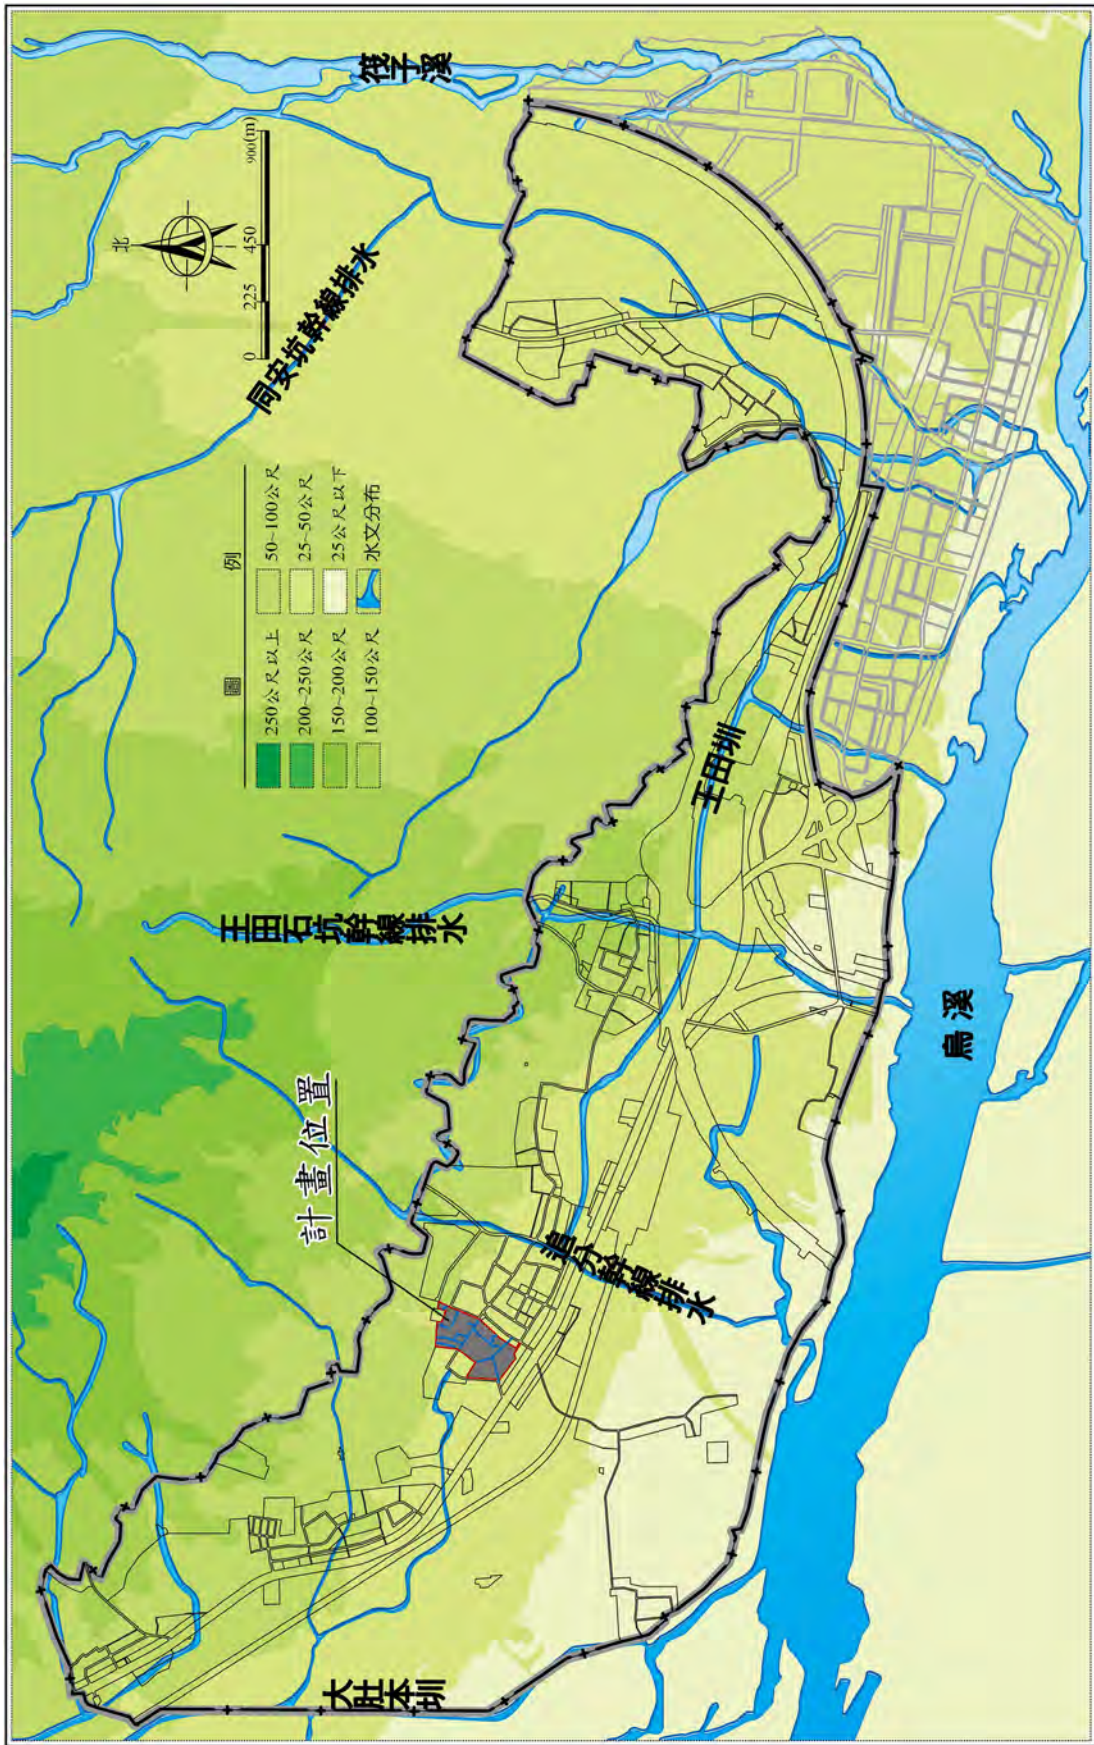 筏子溪
北
0 225 450 900(m)
同安坑幹線排水
圖例
250公尺以上
200~250公尺
150~200公尺
100~150公尺
50~100公尺
25~50公尺
25公尺以下
水文分布
王田圳
王田石坑幹線排水
計畫位置
烏溪
追分幹線排水
大肚本圳